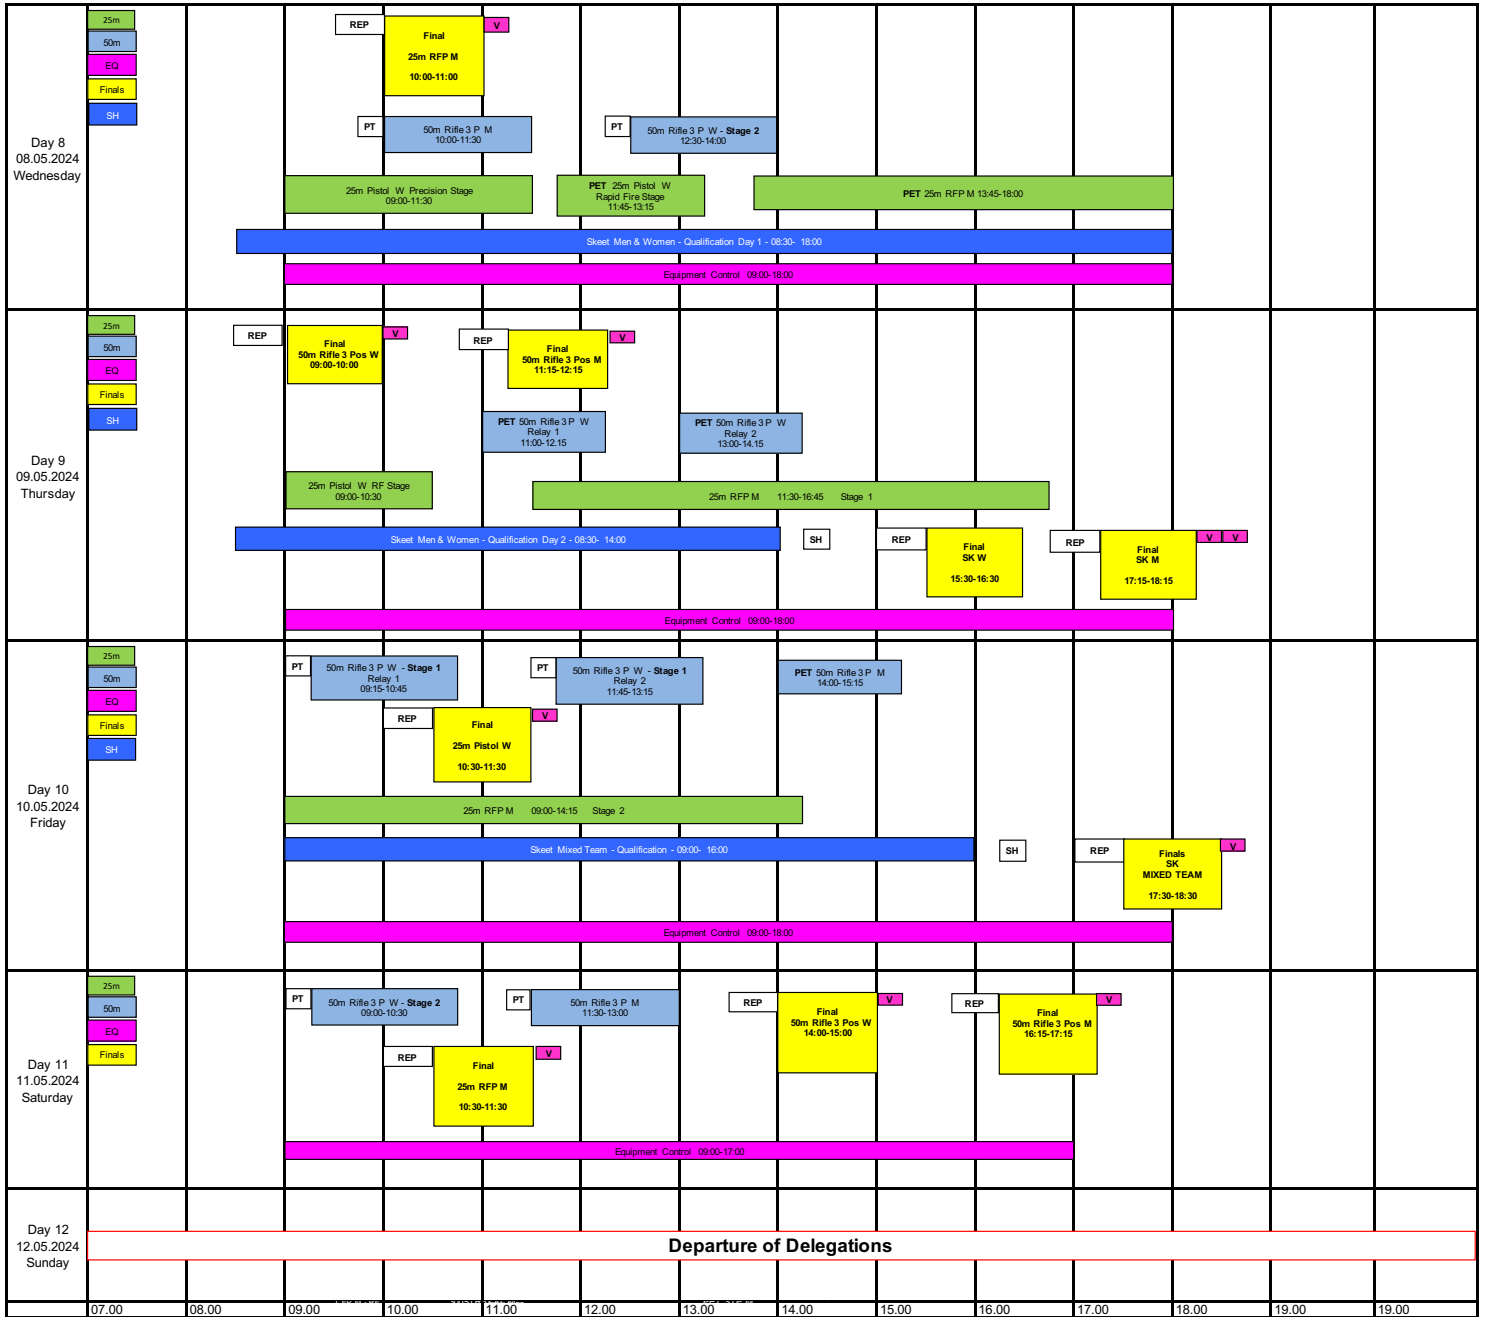 Day 8
08.05.2024
Wednesday
25m
50m
EQ
Finals
SH
REP
Final
25m RFP M
10:00-11:00
V
PT
50m Rifle 3 P M
10:00-11:30
PT
50m Rifle 3 P W - Stage 2
12:30-14:00
25m Pistol W Precision Stage
09:00-11:30
PET 25m Pistol W
Rapid Fire Stage
11:45-13:15
PET 25m RFP M 13:45-18:00
Skeet Men & Women - Qualification Day 1 - 08:30- 18:00
Equipment Control 09:00-18:00
Day 9
09.05.2024
Thursday
25m
50m
EQ
Finals
SH
REP
Final
50m Rifle 3 Pos W
09:00-10:00
V
REP
Final
50m Rifle 3 Pos M
11:15-12:15
V
PET 50m Rifle 3 P W
Relay 1
11:00-12.15
PET 50m Rifle 3 P W
Relay 2
13:00-14.15
25m Pistol W RF Stage
09:00-10:30
25m RFP M 11:30-16:45 Stage 1
Skeet Men & Women - Qualification Day 2 - 08:30- 14:00
SH
REP
Final
SK W
15:30-16:30
REP
Final
SK M
17:15-18:15
V
V
Equipment Control 09:00-18:00
Day 10
10.05.2024
Friday
25m
50m
EQ
Finals
SH
PT
50m Rifle 3 P W - Stage 1
Relay 1
09:15-10:45
PT
50m Rifle 3 P W - Stage 1
Relay 2
11:45-13:15
PET 50m Rifle 3 P M
14:00-15:15
REP
Final
25m Pistol W
10:30-11:30
V
25m RFP M 09:00-14:15 Stage 2
Skeet Mixed Team - Qualification - 09:00- 16:00
SH
REP
Finals
SK
MIXED TEAM
17:30-18:30
V
Equipment Control 09:00-18:00
Day 11
11.05.2024
Saturday
25m
50m
EQ
Finals
PT
50m Rifle 3 P W - Stage 2
09:00-10:30
PT
50m Rifle 3 P M
11:30-13:00
REP
Final
50m Rifle 3 Pos W
14:00-15:00
V
REP
Final
50m Rifle 3 Pos M
16:15-17:15
V
REP
Final
25m RFP M
10:30-11:30
V
Equipment Control 09:00-17:00
Day 12
12.05.2024
Sunday
Departure of Delegations
07.00 08.00 09.00 10.00 11.00 12.00 13.00 14.00 15.00 16.00 17.00 18.00 19.00 19.00